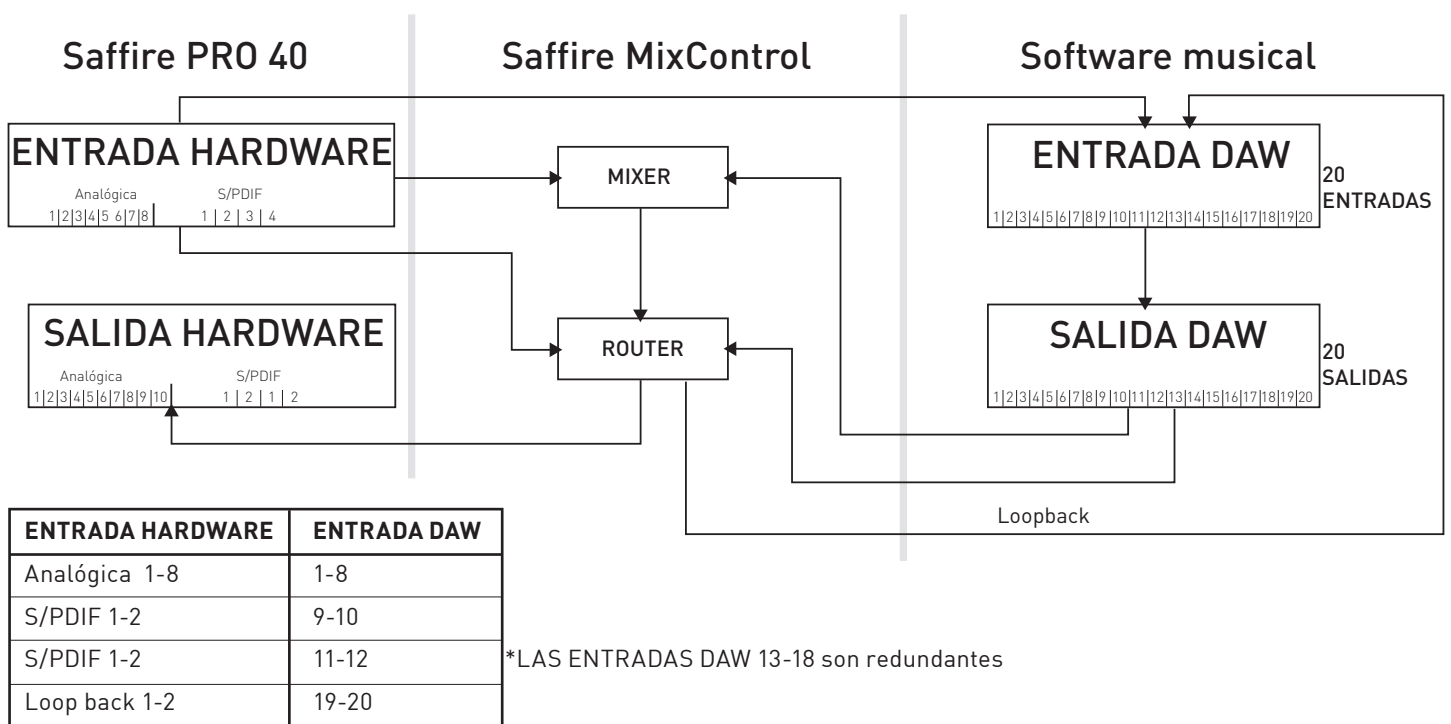 Saffire PRO 40
Saffire MixControl
Software musical
ENTRADA HARDWARE
Analógica S/PDIF
1|2|3|4|5 6|7|8| 1 | 2 | 3 | 4
MIXER
ENTRADA DAW
1|2|3|4|5|6|7|8|9|10|11|12|13|14|15|16|17|18|19|20
20
ENTRADAS
SALIDA HARDWARE
Analógica S/PDIF
1|2|3|4|5|6|7|8|9|10| 1 | 2 | 1 | 2
ROUTER
SALIDA DAW
1|2|3|4|5|6|7|8|9|10|11|12|13|14|15|16|17|18|19|20
20
SALIDAS
Loopback
ENTRADA HARDWARE ENTRADA DAW
Analógica 1-8 1-8
S/PDIF 1-2 9-10
S/PDIF 1-2 11-12
*LAS ENTRADAS DAW 13-18 son redundantes
Loop back 1-2 19-20